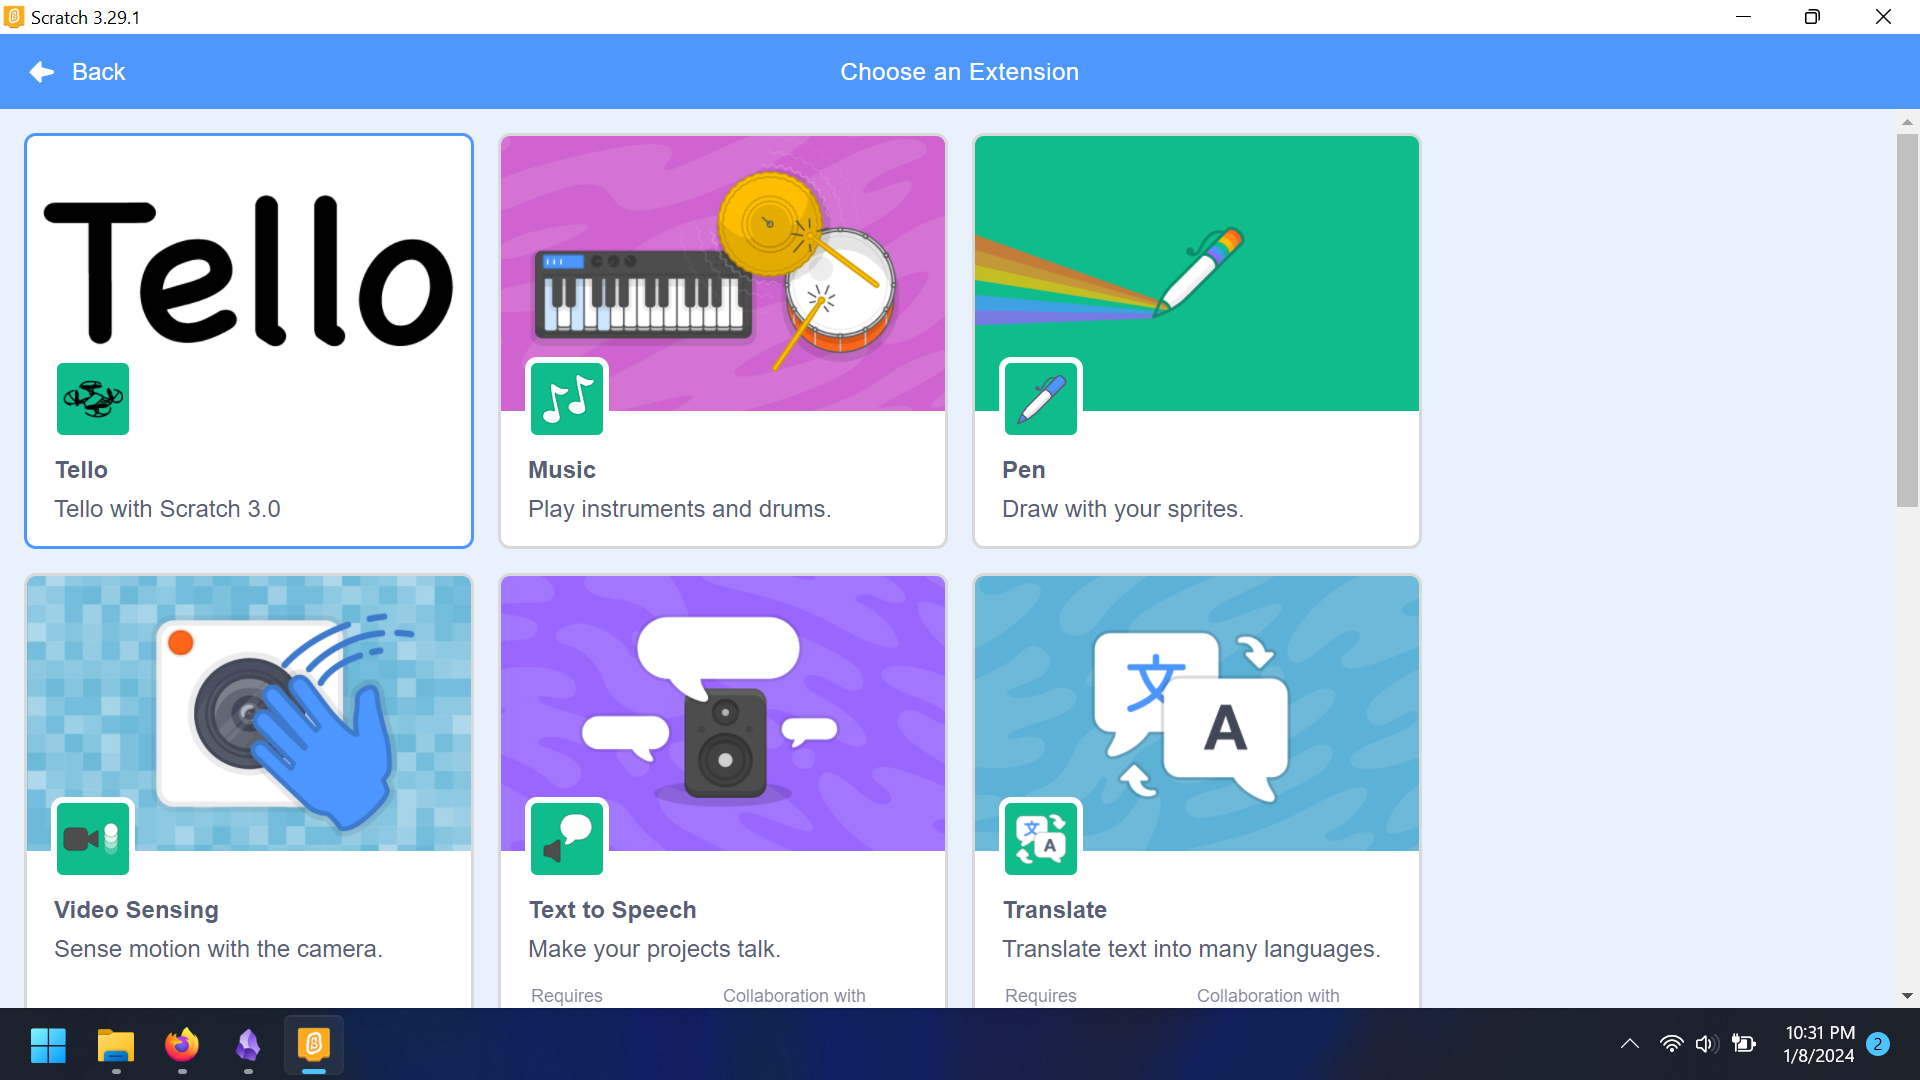 Scratch 3.29.1
Back
Choose an Extension
Tello
Tello
Tello with Scratch 3.0
Music
Play instruments and drums.
Pen
Draw with your sprites.
文
A
文
A
Video Sensing
Sense motion with the camera.
Text to Speech
Make your projects talk.
Requires
Collaboration with
Translate
Translate text into many languages.
Requires
Collaboration with
10:31 PM
1/8/2024
2